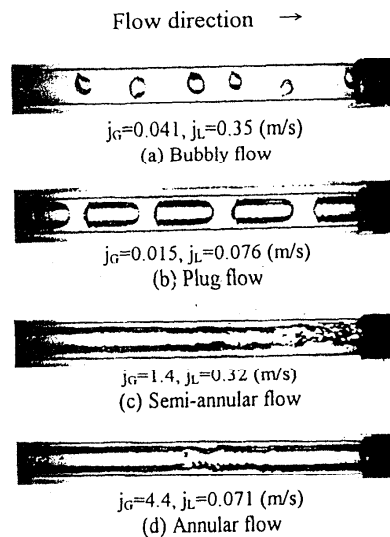 Flow direction →
jG=0.041, jL=0.35 (m/s)
(a) Bubbly flow
jG=0.015, jL=0.076 (m/s)
(b) Plug flow
jG=1.4, jL=0.32 (m/s)
(c) Semi-annular flow
jG=4.4, jL=0.071 (m/s)
(d) Annular flow